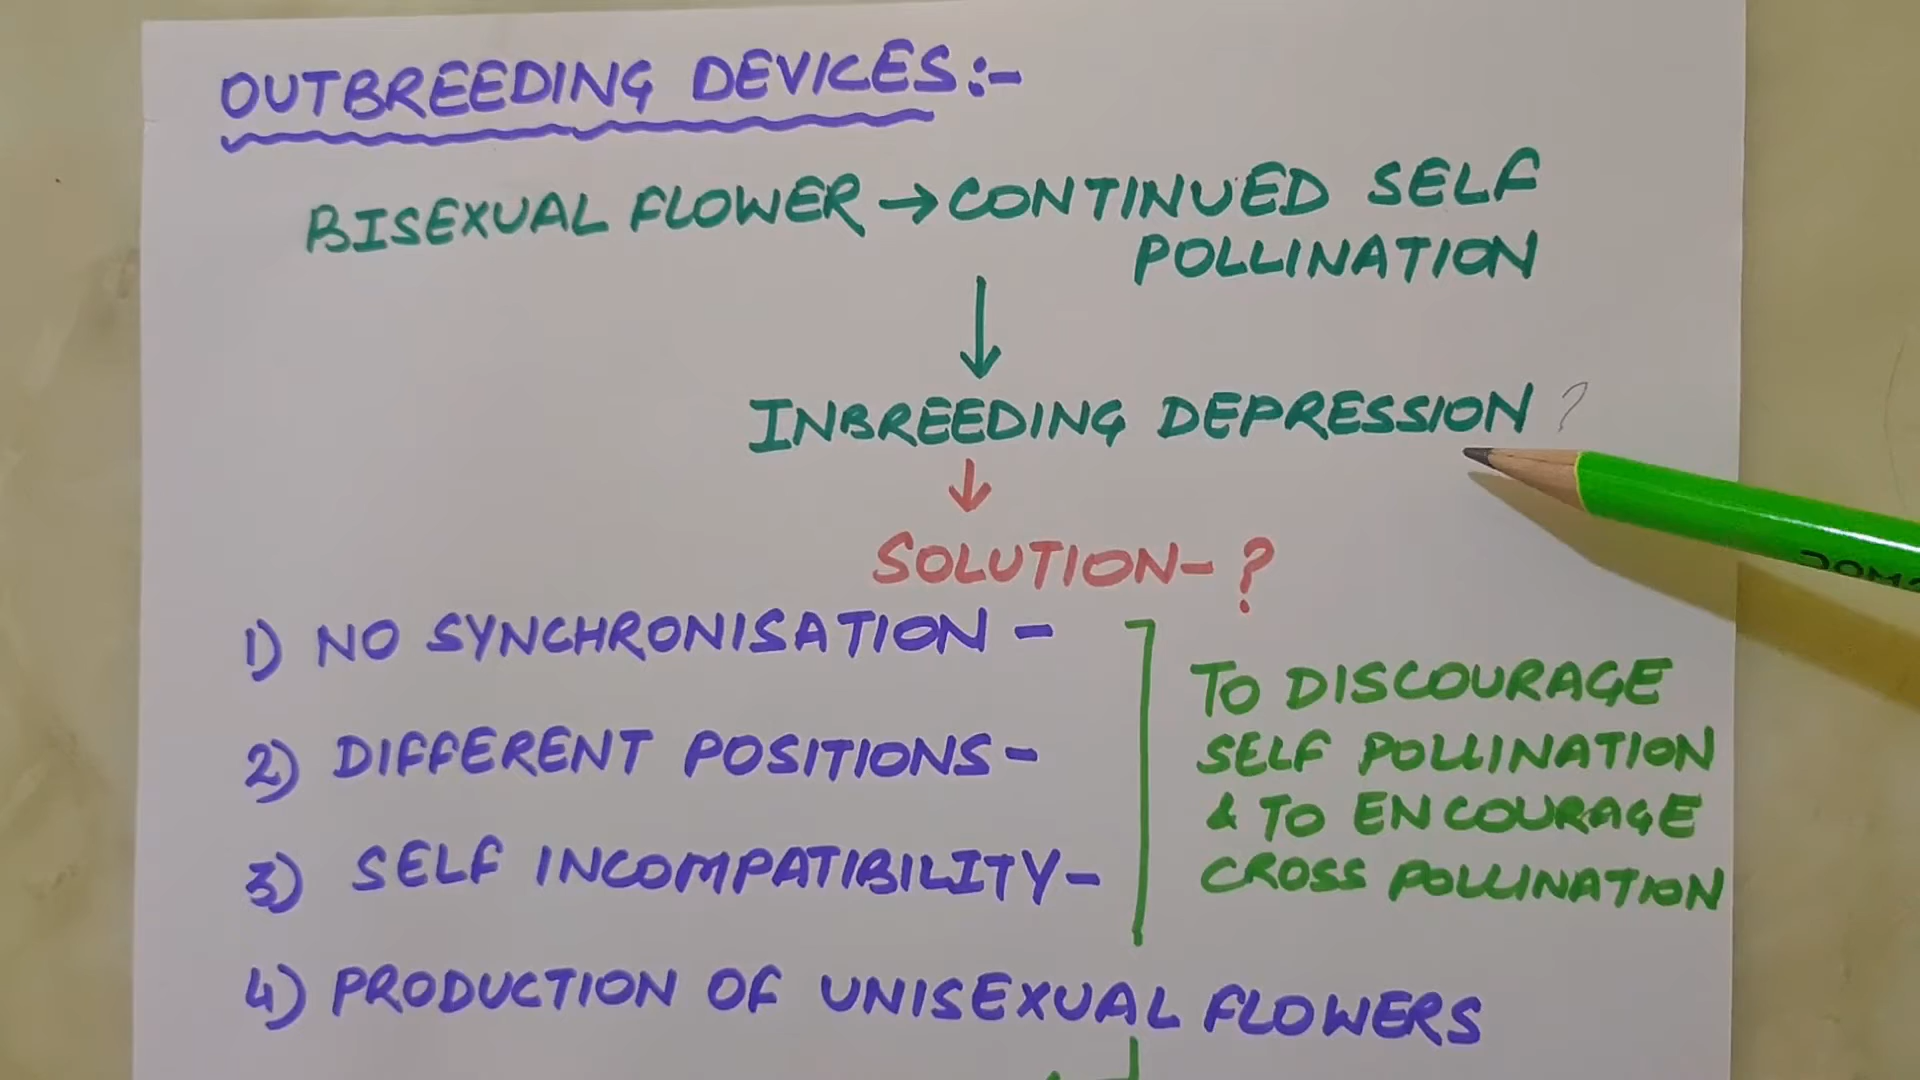 OUTBREEDING DEVICES:-
BISEXUAL FLOWER → CONTINUED SELF
POLLINATION
↓
INBREEDING DEPRESSION ?
↓
SOLUTION- ?
1) NO SYNCHRONISATION -
2) DIFFERENT POSITIONS -
3) SELF INCOMPATIBILITY -
TO DISCOURAGE
SELF POLLINATION
& TO ENCOURAGE
CROSS POLLINATION
4) PRODUCTION OF UNISEXUAL FLOWERS